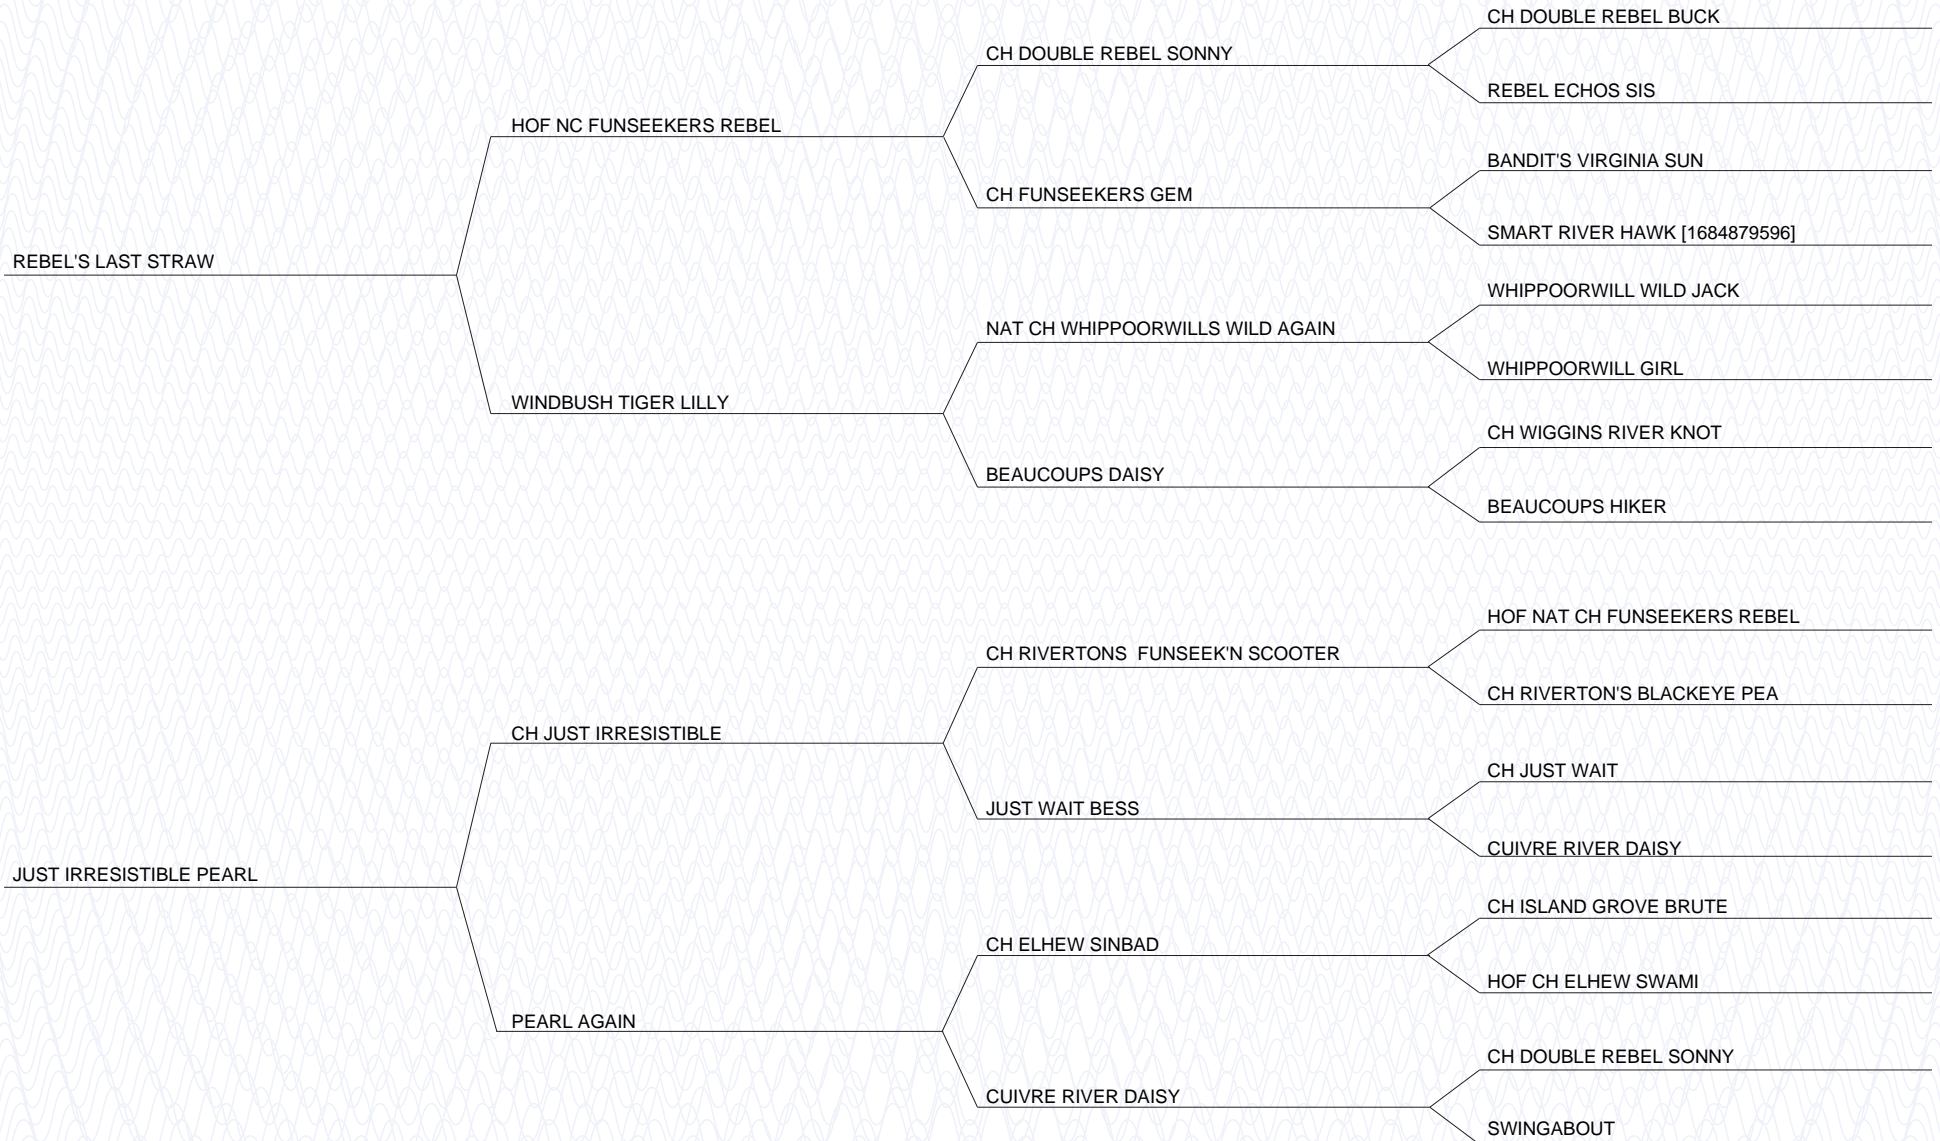 CH DOUBLE REBEL BUCK
CH DOUBLE REBEL SONNY
REBEL ECHOS SIS
HOF NC FUNSEEKERS REBEL
BANDIT'S VIRGINIA SUN
CH FUNSEEKERS GEM
SMART RIVER HAWK [1684879596]
REBEL'S LAST STRAW
WHIPPOORWILL WILD JACK
NAT CH WHIPPOORWILLS WILD AGAIN
WHIPPOORWILL GIRL
WINDBUSH TIGER LILLY
CH WIGGINS RIVER KNOT
BEAUCOUPS DAISY
BEAUCOUPS HIKER
HOF NAT CH FUNSEEKERS REBEL
CH RIVERTONS  FUNSEEK'N SCOOTER
CH RIVERTON'S BLACKEYE PEA
CH JUST IRRESISTIBLE
CH JUST WAIT
JUST WAIT BESS
CUIVRE RIVER DAISY
JUST IRRESISTIBLE PEARL
CH ISLAND GROVE BRUTE
CH ELHEW SINBAD
HOF CH ELHEW SWAMI
PEARL AGAIN
CH DOUBLE REBEL SONNY
CUIVRE RIVER DAISY
SWINGABOUT